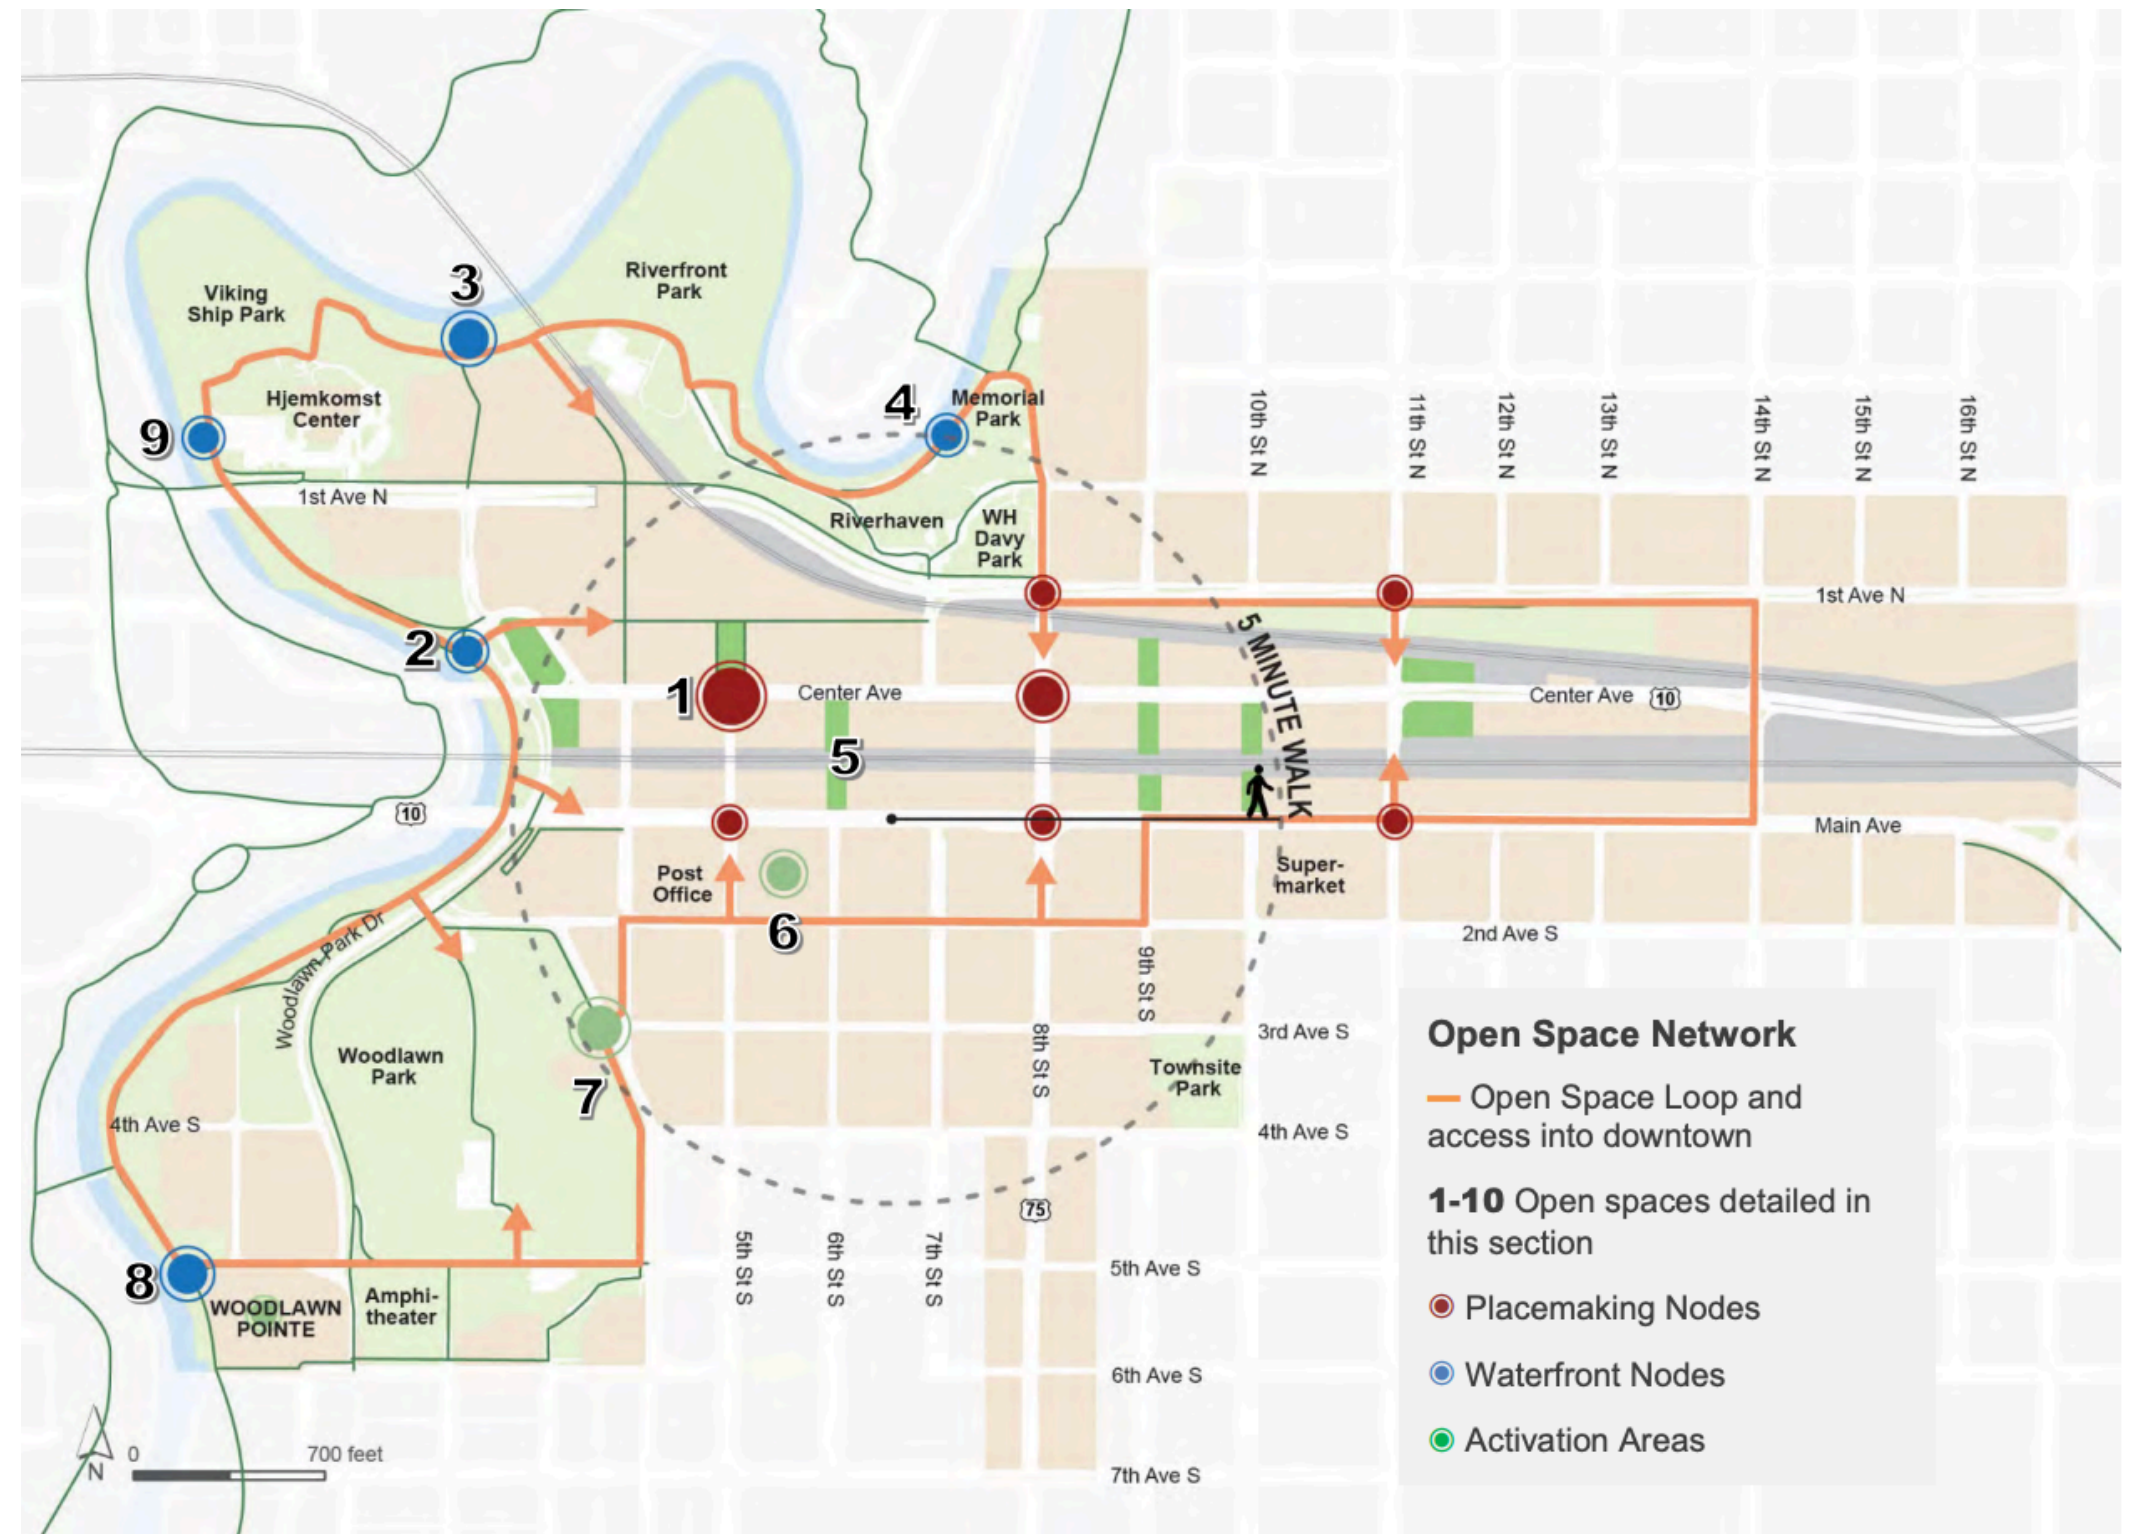 3
Riverfront
Park
Viking
Ship Park
4
Memorial
Park
Hjemkomst
Center
9
10th St N
11th St N
12th St N
13th St N
14th St N
15th St N
16th St N
1st Ave N
Riverhaven
WH
Davy
Park
1st Ave N
2
5 MINUTE WALK
1
Center Ave
Center Ave
10
5
10
Main Ave
Post
Office
Super-
market
6
2nd Ave S
Woodlawn Park Dr
9th St S
8th St S
3rd Ave S
Woodlawn
Park
Townsite
Park
7
4th Ave S
4th Ave S
75
5th St S
6th St S
7th St S
8
5th Ave S
WOODLAWN
POINTE
Amphi-
theater
6th Ave S
7th Ave S
N
0 700 feet
Open Space Network
Open Space Loop and
access into downtown
1-10 Open spaces detailed in
this section
Placemaking Nodes
Waterfront Nodes
Activation Areas